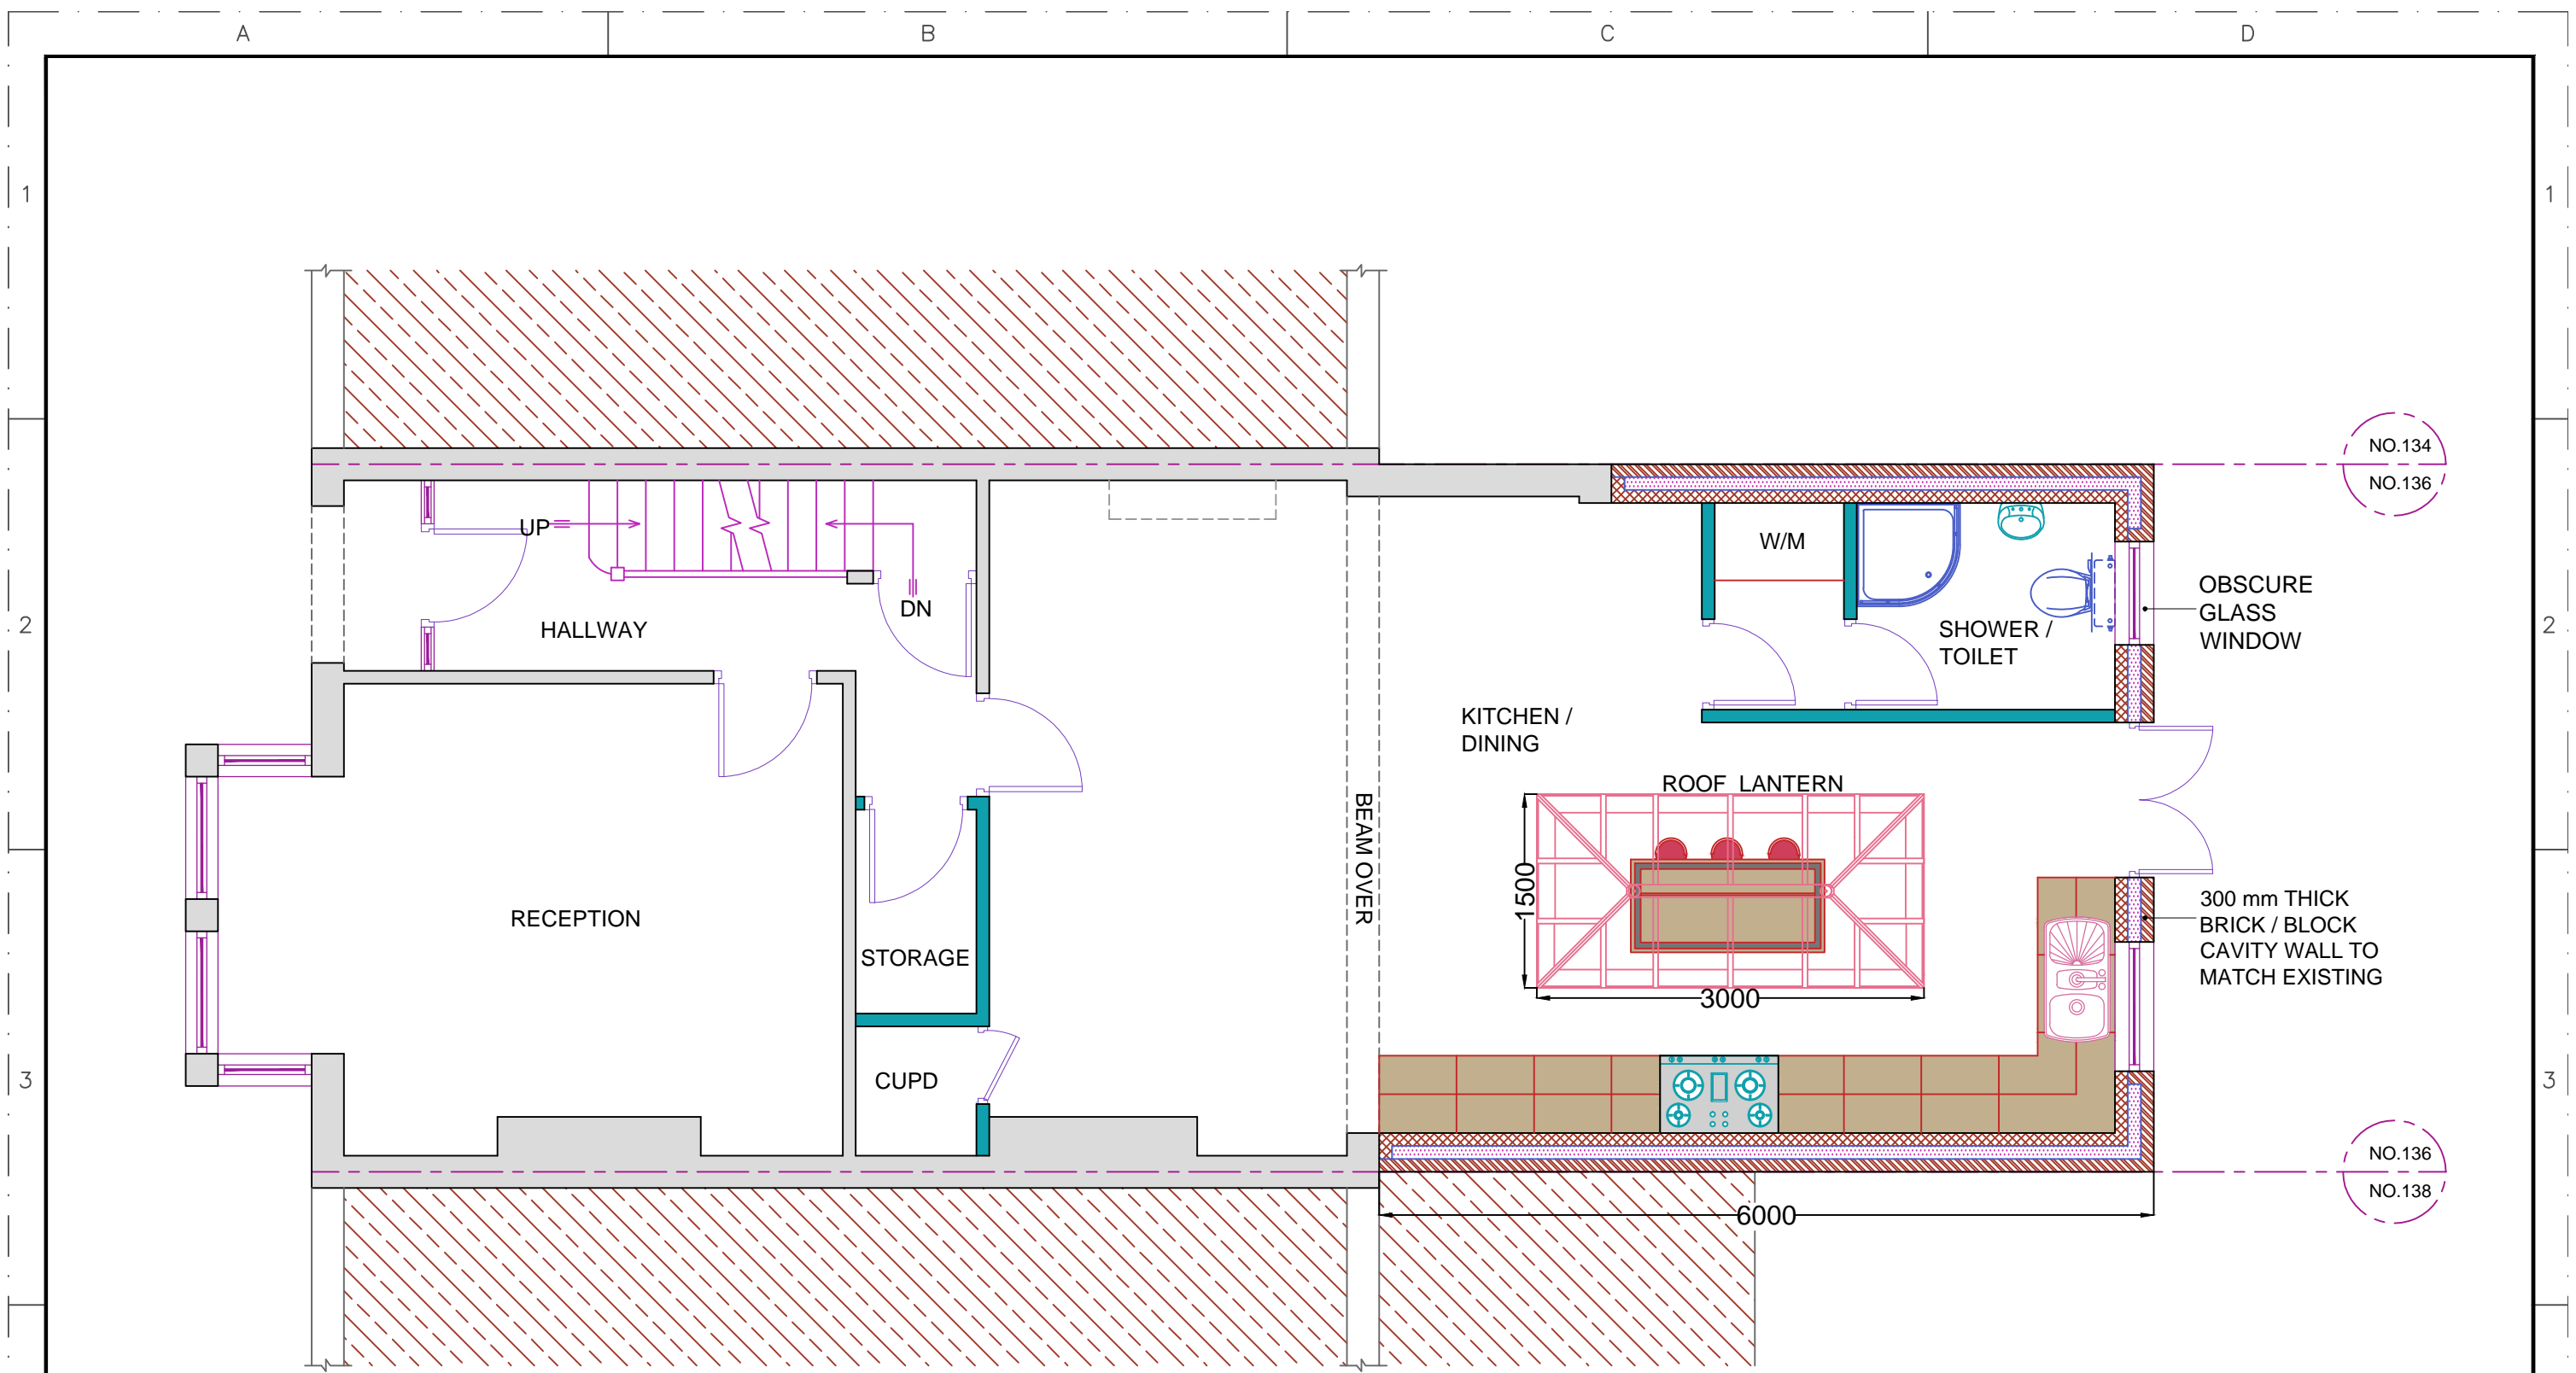 A
B
C
D
1
1
NO.134
NO.136
W/M
UP
DN
HALLWAY
SHOWER /
TOILET
OBSCURE
GLASS
WINDOW
2
2
KITCHEN /
DINING
ROOF LANTERN
BEAM OVER
1500
3000
RECEPTION
STORAGE
300 mm THICK
BRICK / BLOCK
CAVITY WALL TO
MATCH EXISTING
CUPD
3
3
NO.136
NO.138
6000